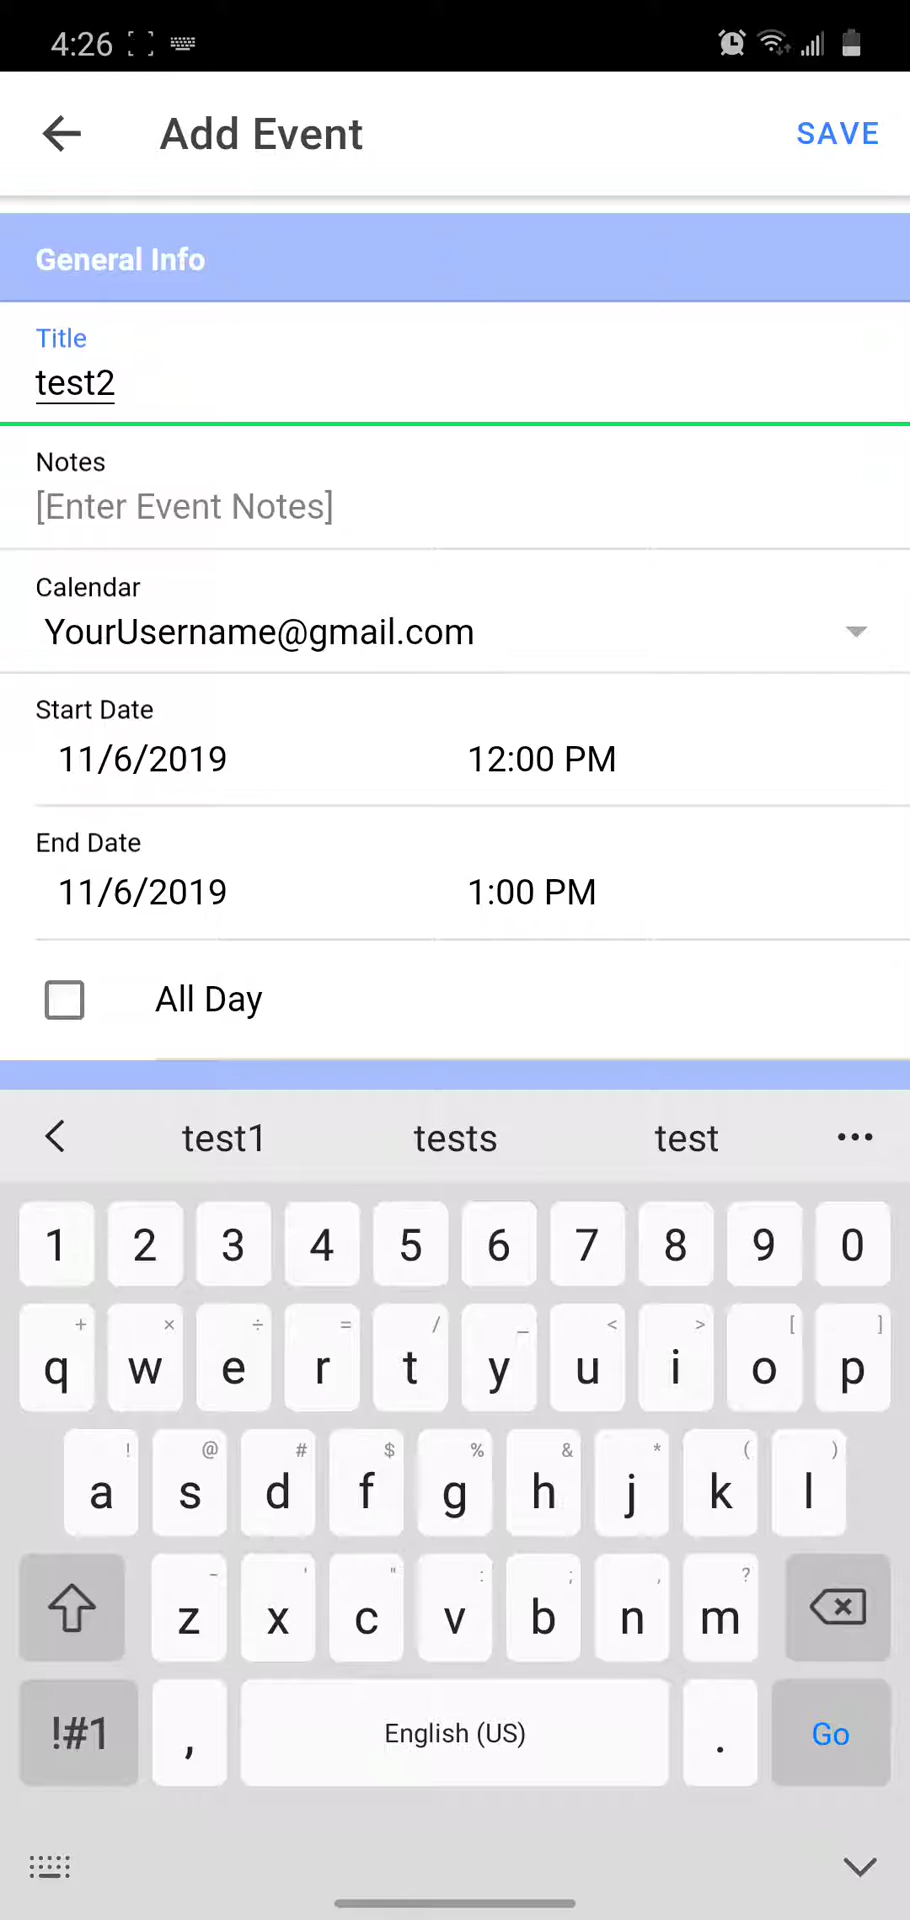 4:26
Add Event SAVE
General Info
Title
test2
Notes
[Enter Event Notes]
Calendar
YourUsername@gmail.com
Start Date
11/6/2019 12:00 PM
End Date
11/6/2019 1:00 PM
All Day
test1 tests test •••
1 2 3 4 5 6 7 8 9 0
+ × ÷ = / _ < > [ ]
q w e r t y u i o p
! @ # $ % & * ( )
a s d f g h j k l
- ' " : ; , ?
z x c v b n m
!#1 , English (US) . Go